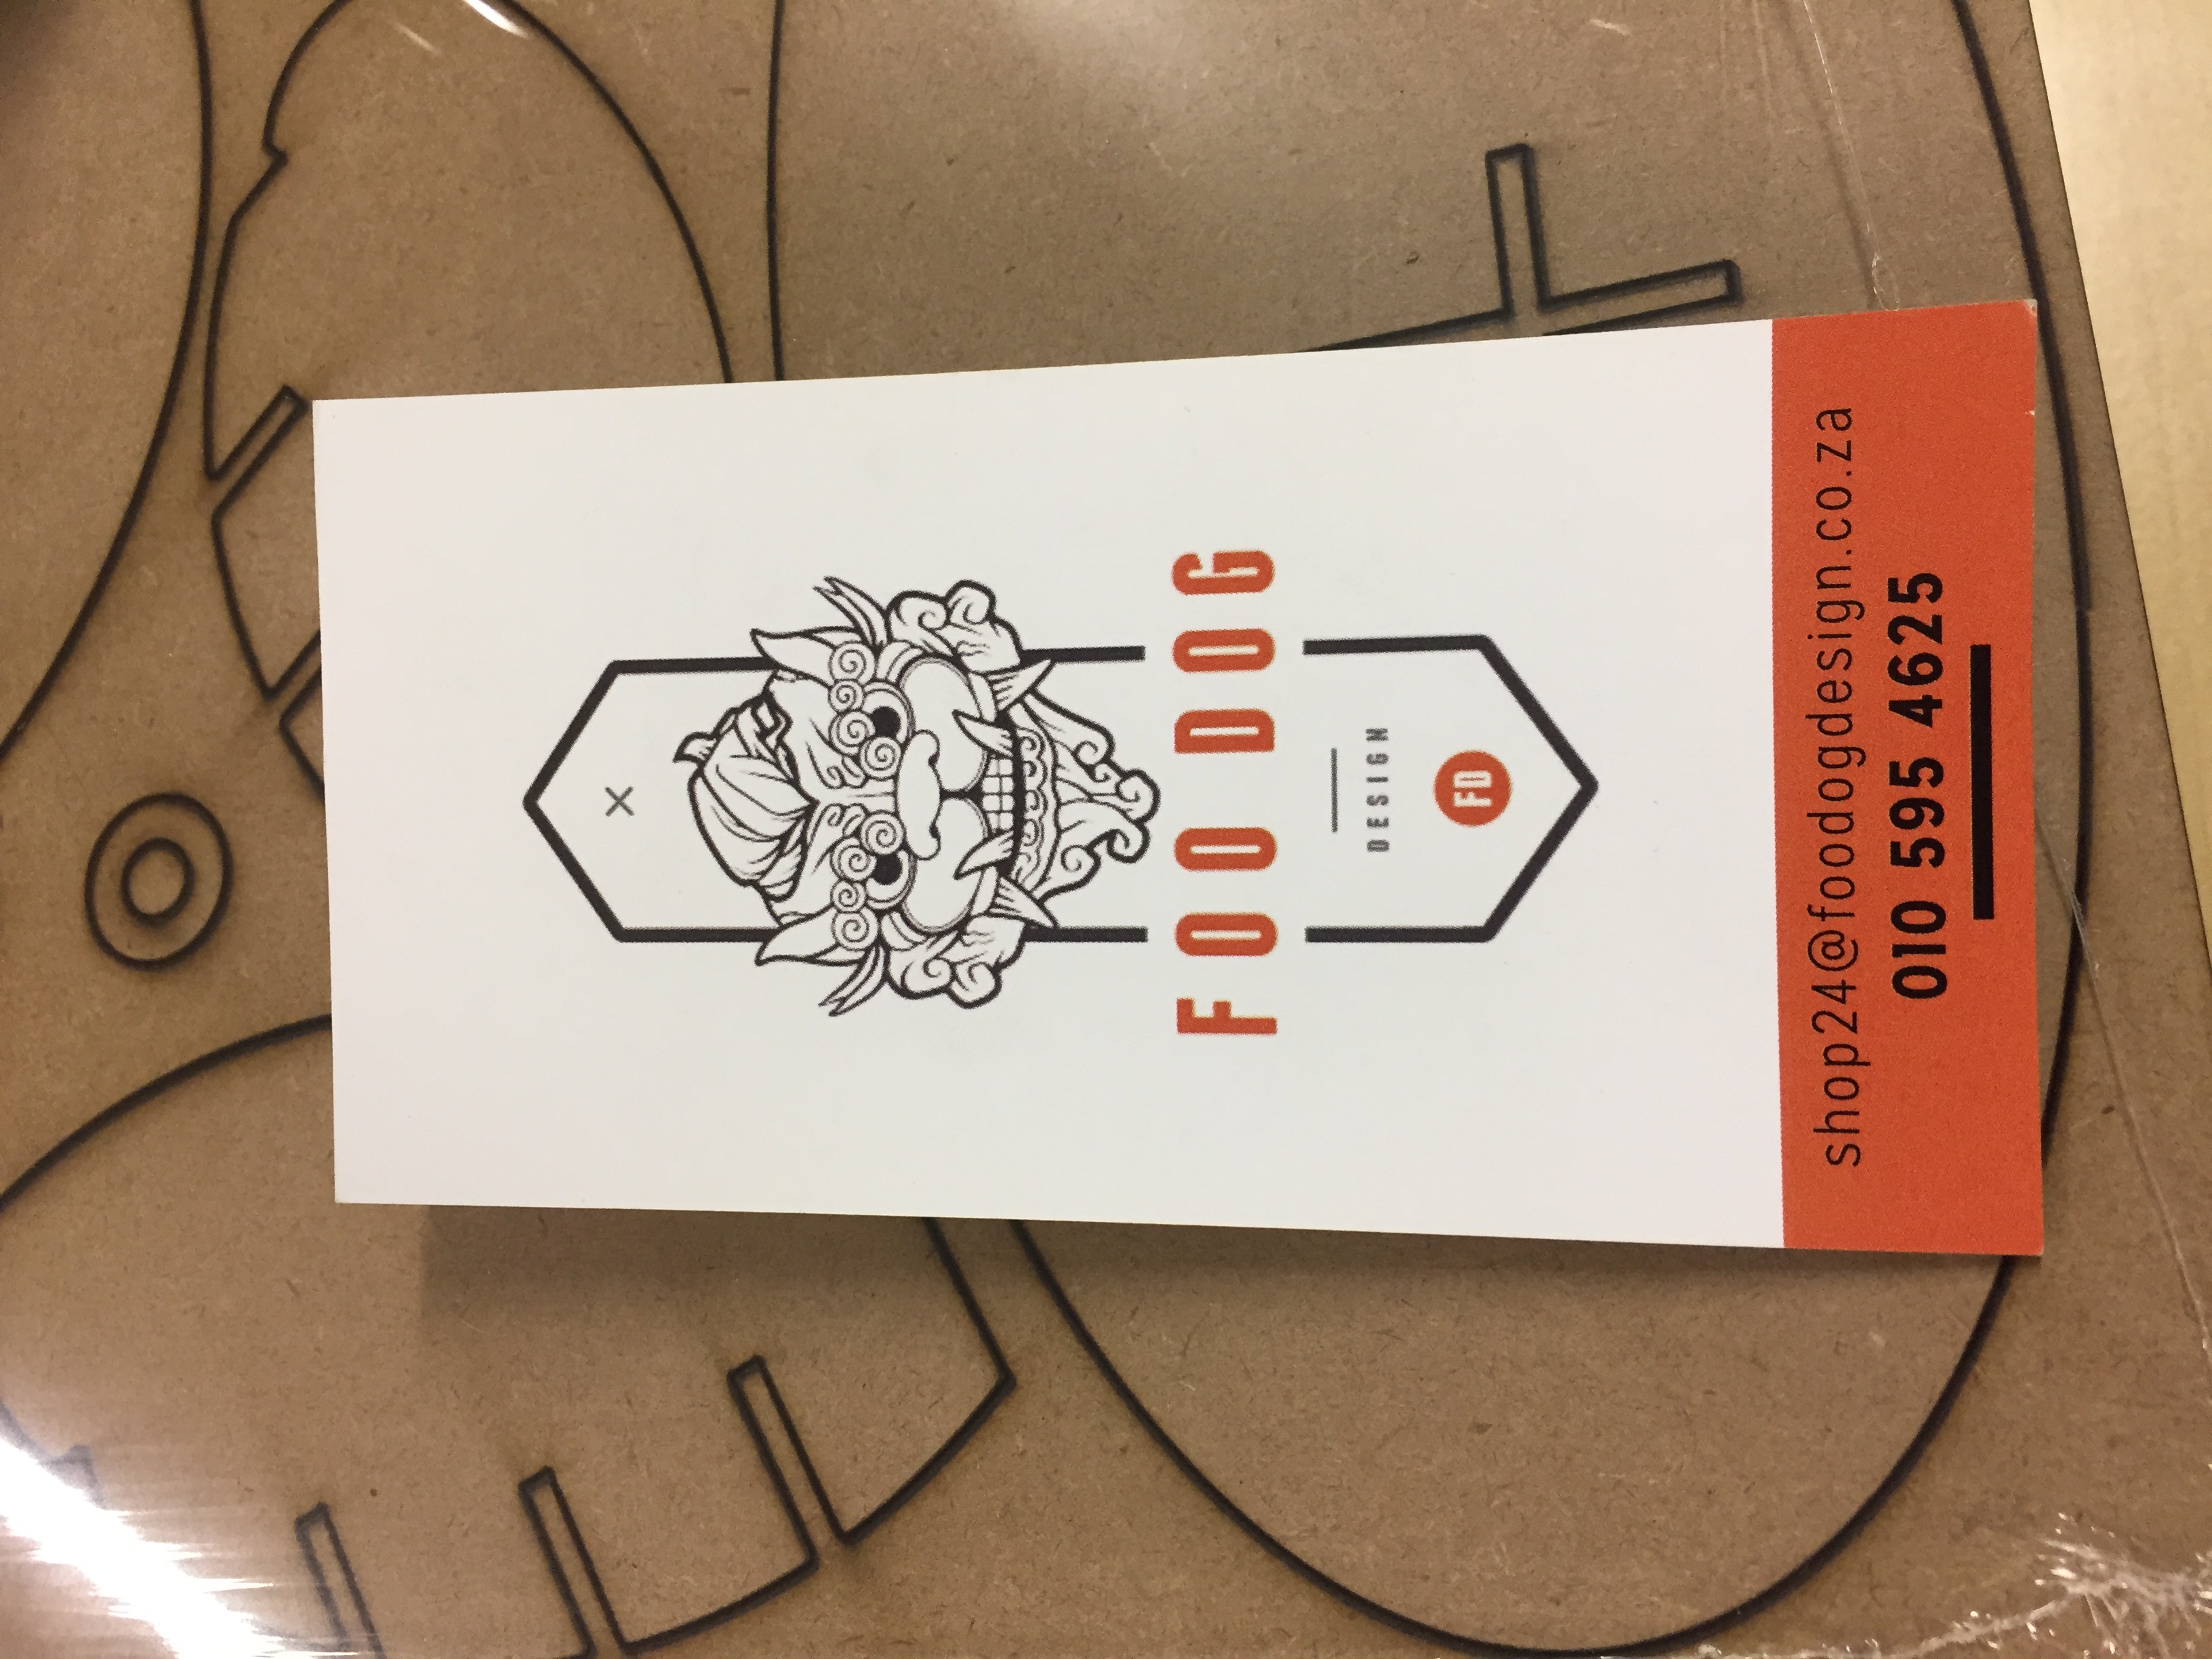 FOO DOG
DESIGN
FD
shop24@foodogdesign.co.za
010 595 4625